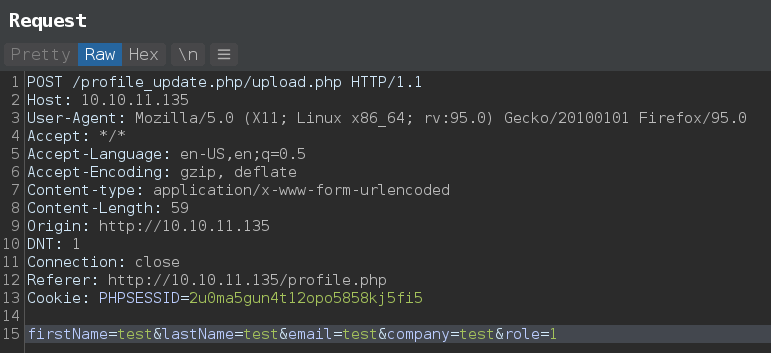 Request
Pretty Raw Hex \n ≡
1 POST /profile_update.php/upload.php HTTP/1.1
2 Host: 10.10.11.135
3 User-Agent: Mozilla/5.0 (X11; Linux x86_64; rv:95.0) Gecko/20100101 Firefox/95.0
4 Accept: */*
5 Accept-Language: en-US,en;q=0.5
6 Accept-Encoding: gzip, deflate
7 Content-type: application/x-www-form-urlencoded
8 Content-Length: 59
9 Origin: http://10.10.11.135
10 DNT: 1
11 Connection: close
12 Referer: http://10.10.11.135/profile.php
13 Cookie: PHPSESSID=2u0ma5gun4t12opo5858kj5fi5
14
15 firstName=test&lastName=test&email=test&company=test&role=1